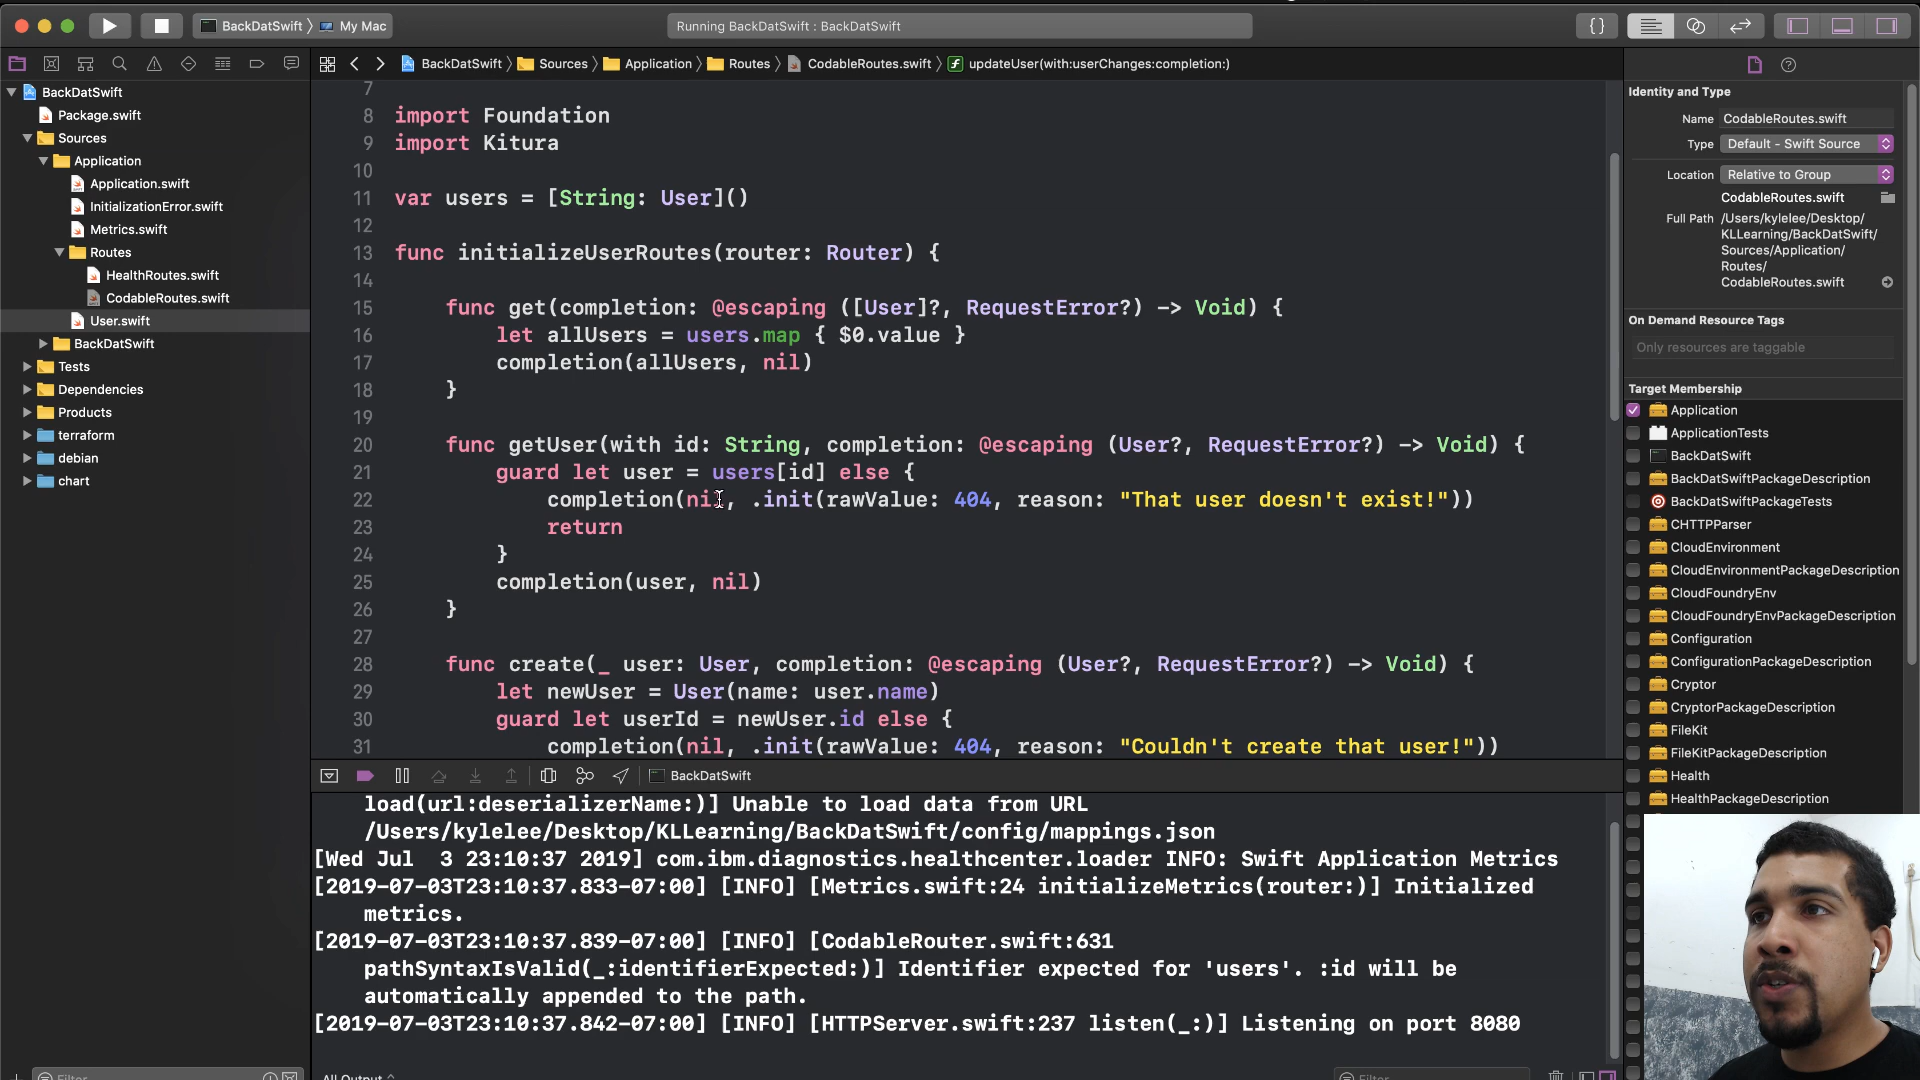 BackDatSwift
My Mac
Running BackDatSwift : BackDatSwift
{}
BackDatSwift
Sources
Application
Routes
CodableRoutes.swift
updateUser(with:userChanges:completion:)
BackDatSwift
Package.swift
Sources
Application
Application.swift
InitializationError.swift
Metrics.swift
Routes
HealthRoutes.swift
CodableRoutes.swift
User.swift
BackDatSwift
Tests
Dependencies
Products
terraform
debian
chart
Filter
7
8 import Foundation
9 import Kitura
10
11 var users = [String: User]()
12
13 func initializeUserRoutes(router: Router) {
14
15 func get(completion: @escaping ([User]?, RequestError?) -> Void) {
16 let allUsers = users.map { $0.value }
17 completion(allUsers, nil)
18 }
19
20 func getUser(with id: String, completion: @escaping (User?, RequestError?) -> Void) {
21 guard let user = users[id] else {
22 completion(nil, .init(rawValue: 404, reason: "That user doesn't exist!"))
23 return
24 }
25 completion(user, nil)
26 }
27
28 func create(_ user: User, completion: @escaping (User?, RequestError?) -> Void) {
29 let newUser = User(name: user.name)
30 guard let userId = newUser.id else {
31 completion(nil, .init(rawValue: 404, reason: "Couldn't create that user!"))
BackDatSwift
load(url:deserializerName:)] Unable to load data from URL
/Users/kylelee/Desktop/KLLearning/BackDatSwift/config/mappings.json
[Wed Jul  3 23:10:37 2019] com.ibm.diagnostics.healthcenter.loader INFO: Swift Application Metrics
[2019-07-03T23:10:37.833-07:00] [INFO] [Metrics.swift:24 initializeMetrics(router:)] Initialized
metrics.
[2019-07-03T23:10:37.839-07:00] [INFO] [CodableRouter.swift:631
pathSyntaxIsValid(_:identifierExpected:)] Identifier expected for 'users'. :id will be
automatically appended to the path.
[2019-07-03T23:10:37.842-07:00] [INFO] [HTTPServer.swift:237 listen(_:)] Listening on port 8080
All Output
Filter
Identity and Type
Name CodableRoutes.swift
Type Default - Swift Source
Location Relative to Group
CodableRoutes.swift
Full Path /Users/kylelee/Desktop/
KLLearning/BackDatSwift/
Sources/Application/
Routes/
CodableRoutes.swift
On Demand Resource Tags
Only resources are taggable
Target Membership
Application
ApplicationTests
BackDatSwift
BackDatSwiftPackageDescription
BackDatSwiftPackageTests
CHTTPParser
CloudEnvironment
CloudEnvironmentPackageDescription
CloudFoundryEnv
CloudFoundryEnvPackageDescription
Configuration
ConfigurationPackageDescription
Cryptor
CryptorPackageDescription
FileKit
FileKitPackageDescription
Health
HealthPackageDescription